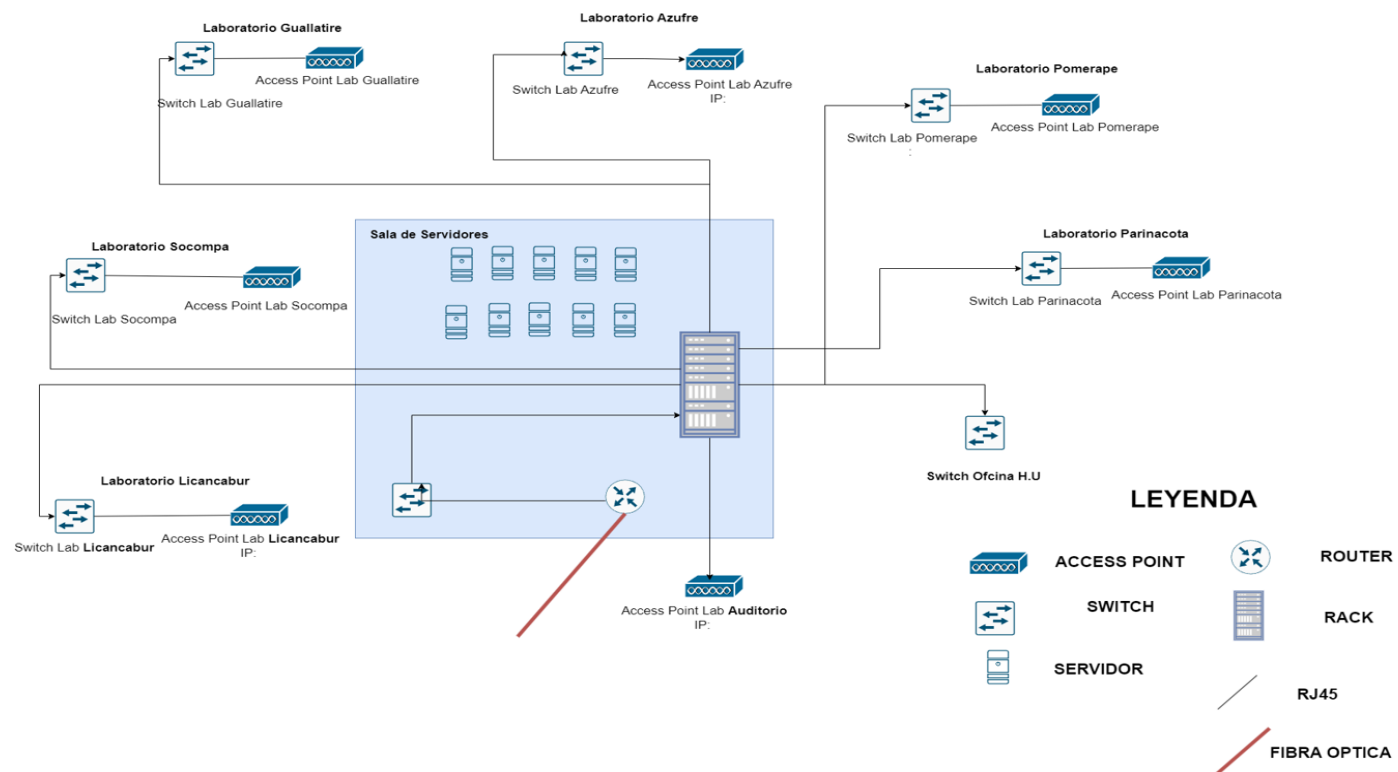 Laboratorio Guallatire
Access Point Lab Guallatire
Switch Lab Guallatire
Laboratorio Azufre
Switch Lab Azufre
Access Point Lab Azufre
IP:
Laboratorio Pomerape
Switch Lab Pomerape
:
Access Point Lab Pomerape
Laboratorio Socompa
Switch Lab Socompa
Access Point Lab Socompa
Sala de Servidores
Laboratorio Parinacota
Switch Lab Parinacota
Access Point Lab Parinacota
Laboratorio Licancabur
Switch Lab Licancabur
Access Point Lab Licancabur
IP:
Switch Ofcina H.U
Access Point Lab Auditorio
IP:
LEYENDA
ACCESS POINT
ROUTER
SWITCH
RACK
SERVIDOR
RJ45
FIBRA OPTICA